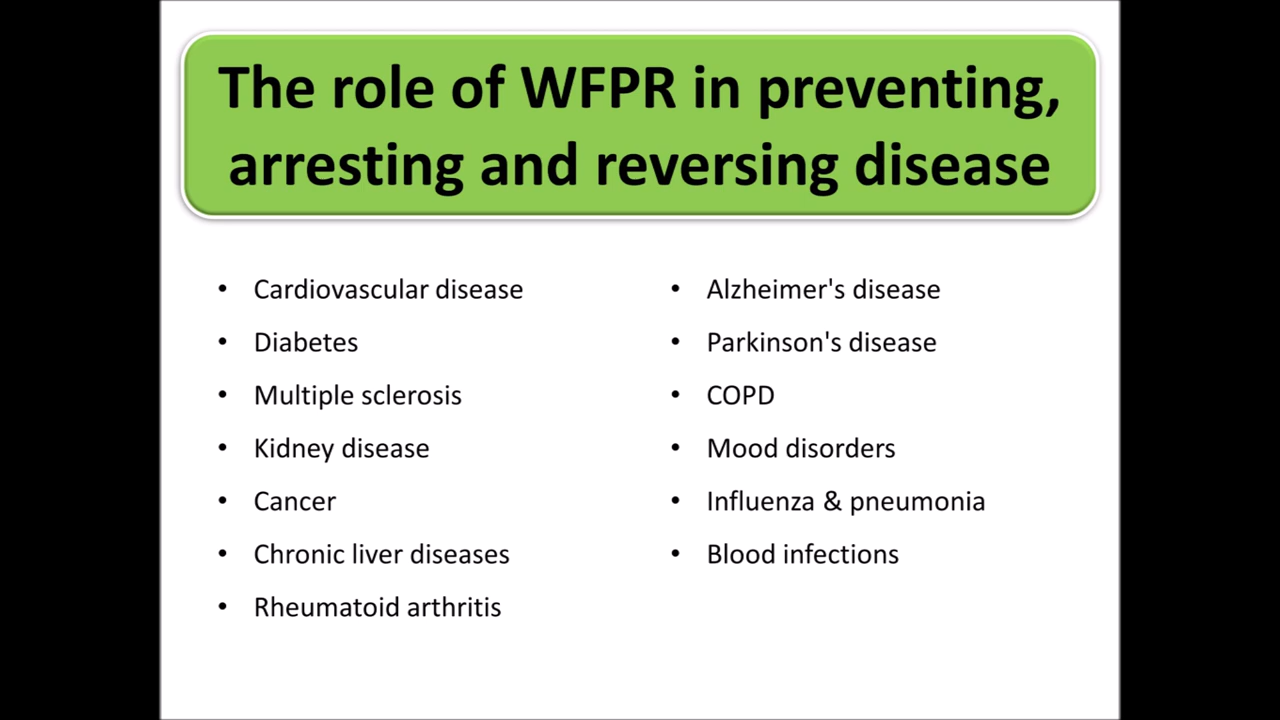 The role of WFPR in preventing,
arresting and reversing disease
• Cardiovascular disease
• Diabetes
• Multiple sclerosis
• Kidney disease
• Cancer
• Chronic liver diseases
• Rheumatoid arthritis
• Alzheimer's disease
• Parkinson's disease
• COPD
• Mood disorders
• Influenza & pneumonia
• Blood infections